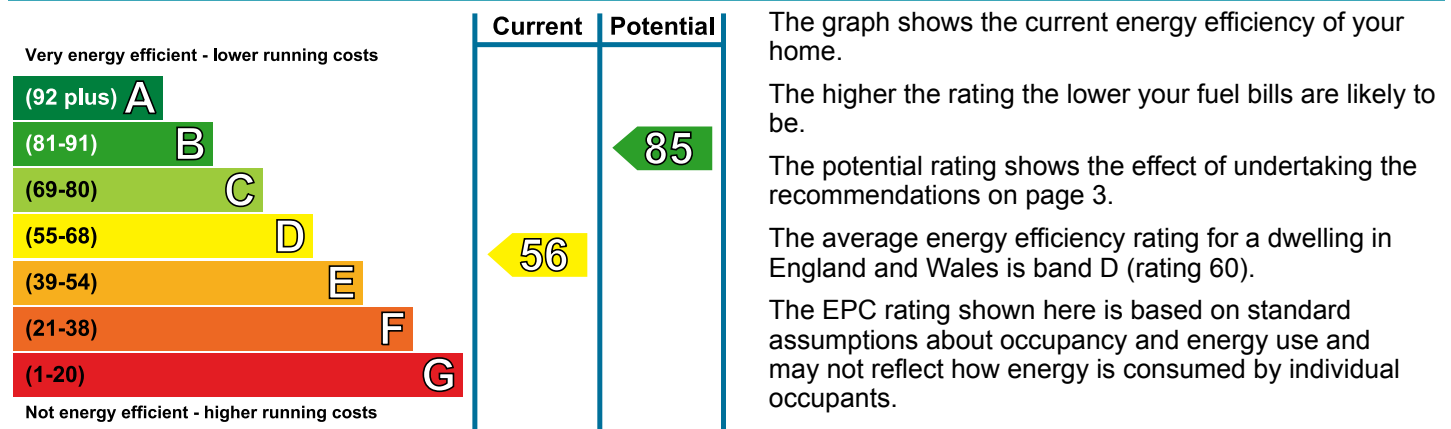 Current Potential
Very energy efficient - lower running costs
(92 plus) A
(81-91) B
85
(69-80) C
(55-68) D
56
(39-54) E
(21-38) F
(1-20) G
Not energy efficient - higher running costs
The graph shows the current energy efficiency of your
home.
The higher the rating the lower your fuel bills are likely to
be.
The potential rating shows the effect of undertaking the
recommendations on page 3.
The average energy efficiency rating for a dwelling in
England and Wales is band D (rating 60).
The EPC rating shown here is based on standard
assumptions about occupancy and energy use and
may not reflect how energy is consumed by individual
occupants.